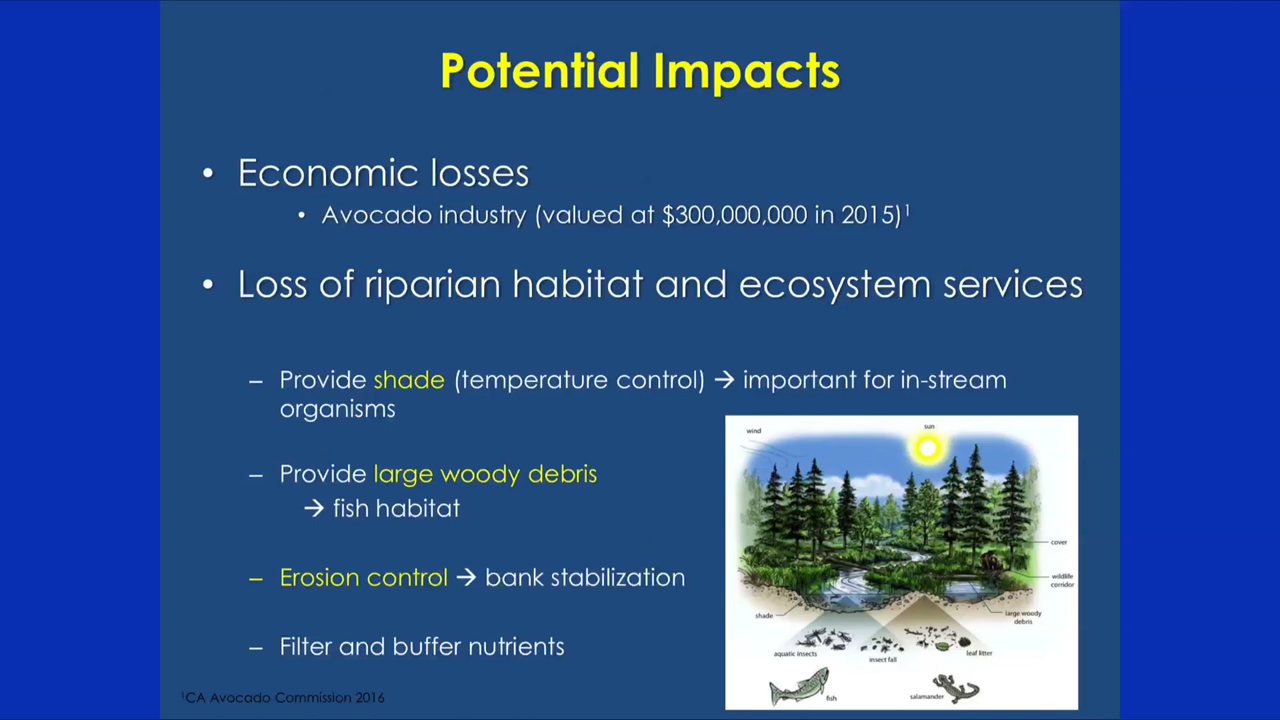 Potential Impacts
• Economic losses
• Avocado industry (valued at $300,000,000 in 2015)¹
• Loss of riparian habitat and ecosystem services
– Provide shade (temperature control) → important for in-stream
organisms
– Provide large woody debris
→ fish habitat
– Erosion control → bank stabilization
– Filter and buffer nutrients
¹CA Avocado Commission 2016
wind
sun
cover
wildlife
corridor
shade
large woody
debris
aquatic insects
insect fall
leaf litter
fish
salamander